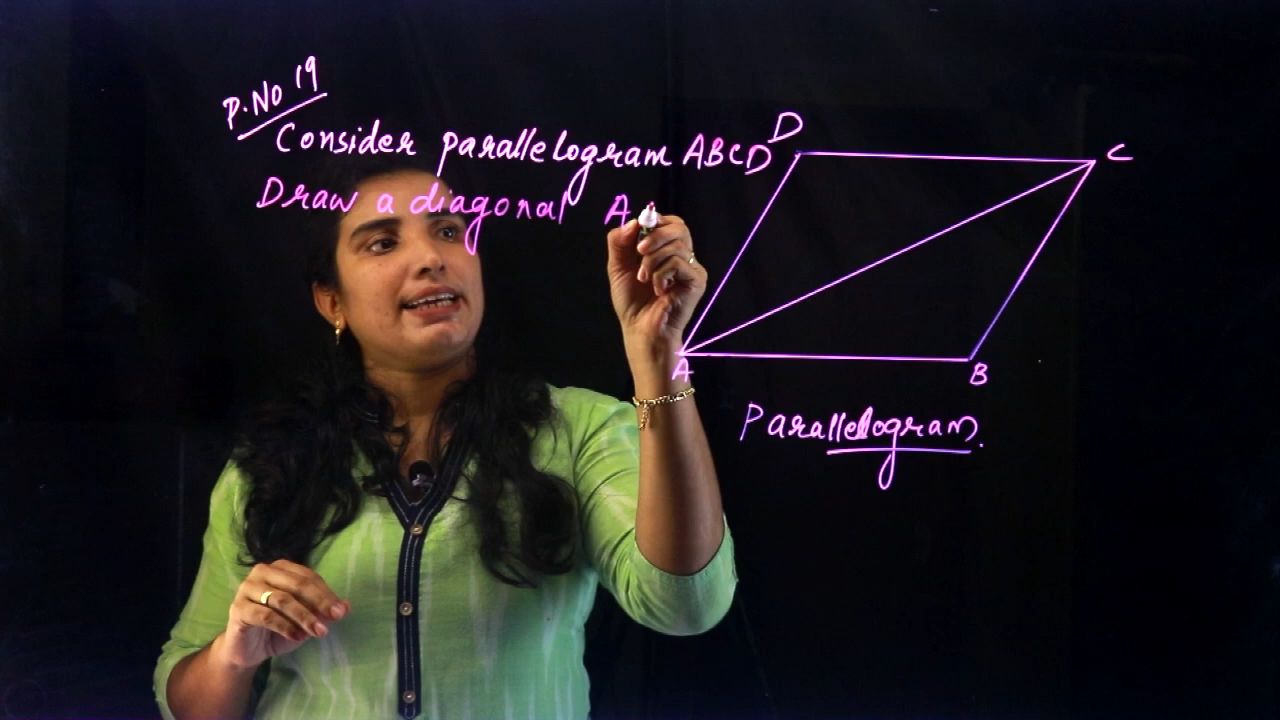 P.No 19
Consider parallelogram ABCD
Draw a diagonal A
D
C
A
B
Parallelogram.